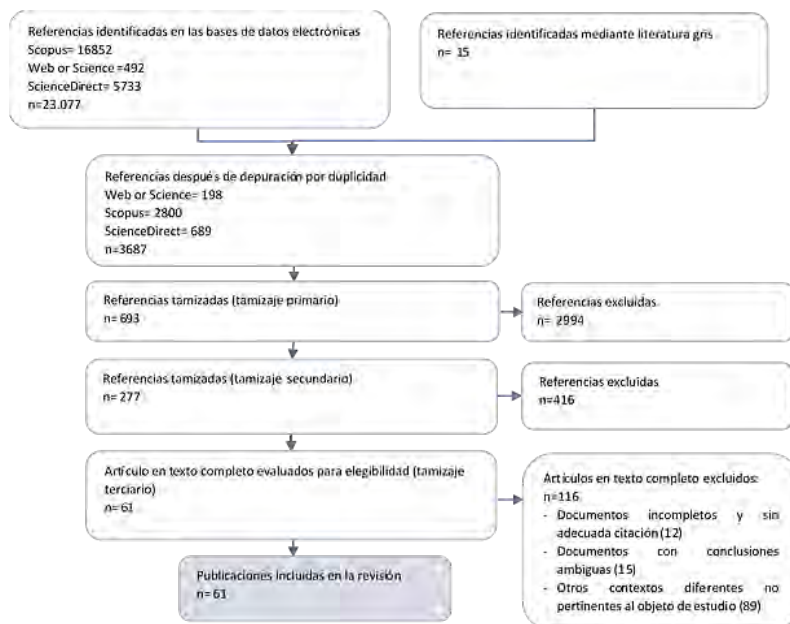 Referencias identificadas en las bases de datos electrónicas
Scopus= 16852
Web or Science =492
ScienceDirect= 5733
n=23.077
Referencias identificadas mediante literatura gris
n= 15
Referencias después de depuración por duplicidad
Web or Science= 198
Scopus= 2800
ScienceDirect= 689
n=3687
Referencias tamizadas (tamizaje primario)
n= 693
Referencias excluidas
n= 2994
Referencias tamizadas (tamizaje secundario)
n= 277
Referencias excluidas
n=416
Artículo en texto completo evaluados para elegibilidad (tamizaje
terciario)
n= 61
Artículos en texto completo excluidos:
n=116
- Documentos incompletos y sin
adecuada citación (12)
- Documentos con conclusiones
ambiguas (15)
- Otros contextos diferentes no
pertinentes al objeto de estudio (89)
Publicaciones incluidas en la revisión
n= 61